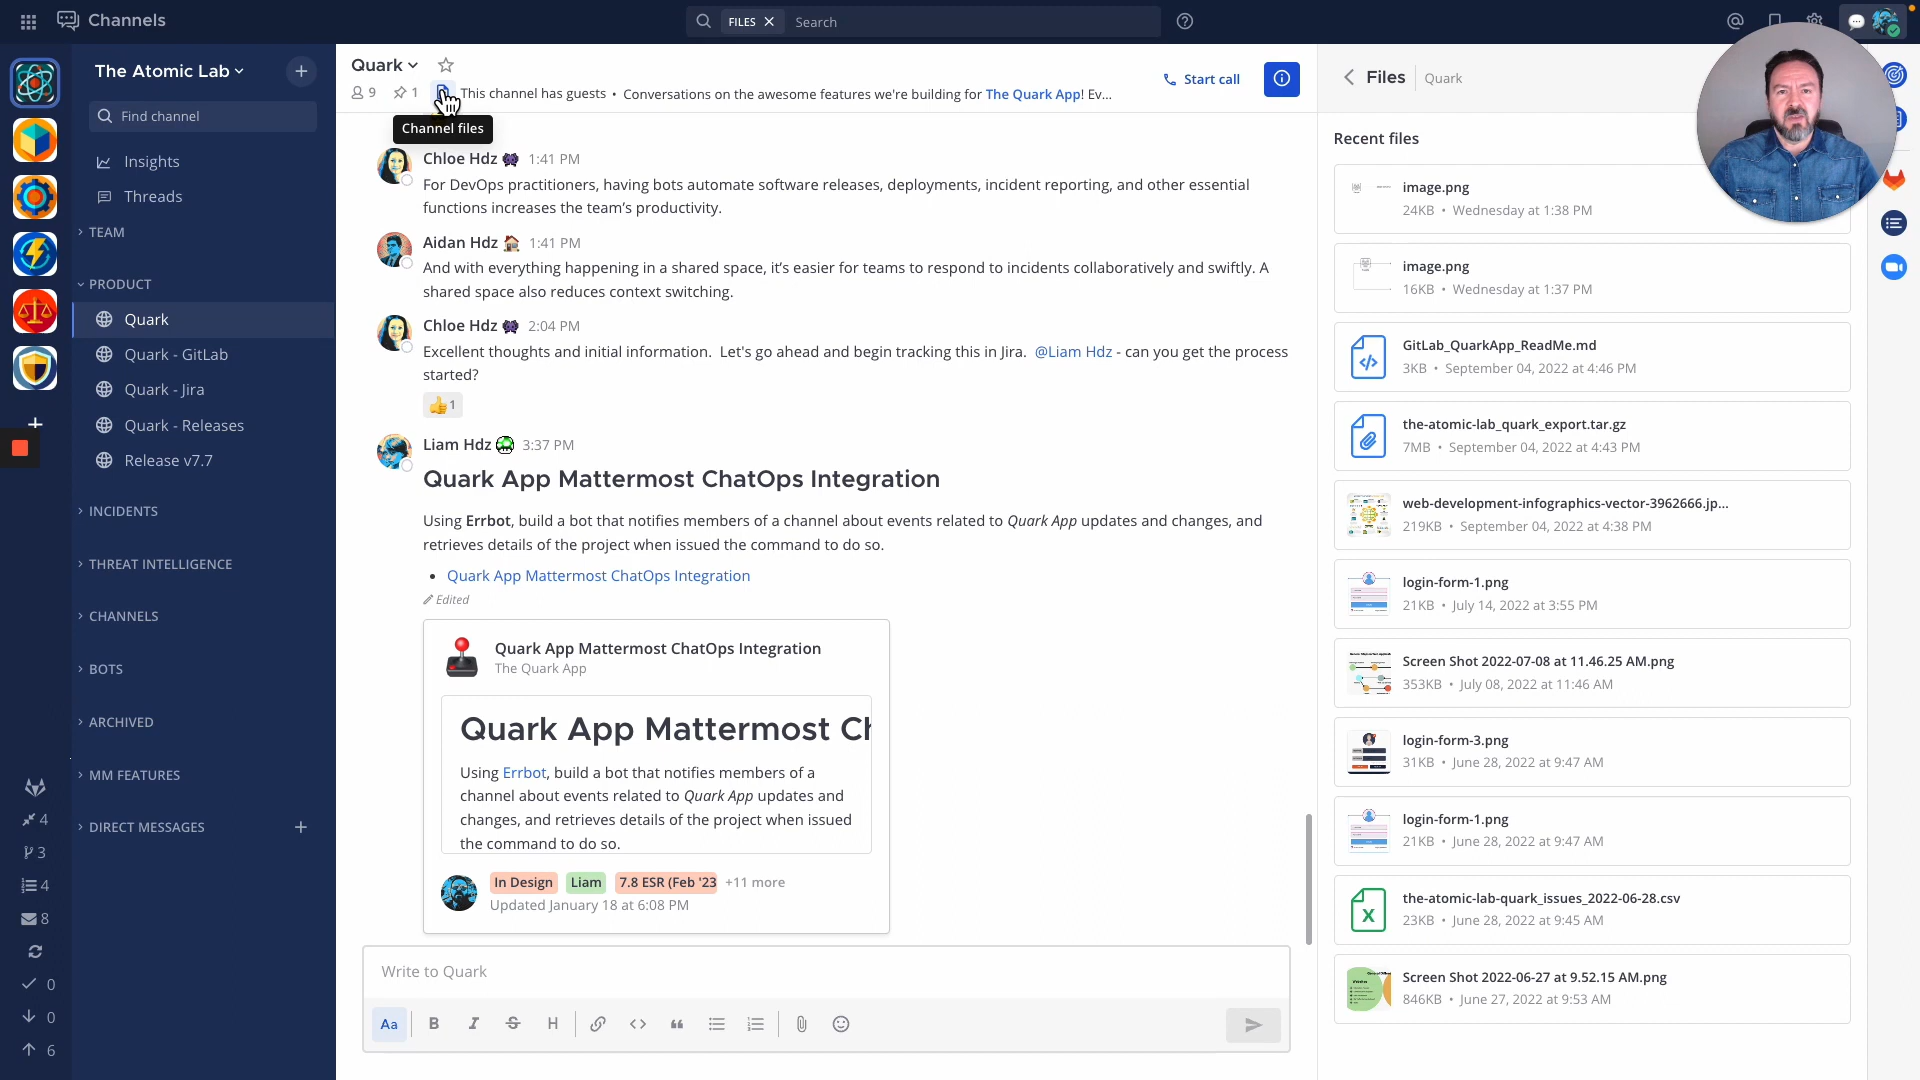 Channels
FILES
Search
The Atomic Lab
Find channel
Insights
Threads
TEAM
PRODUCT
Quark
Quark - GitLab
Quark - Jira
Quark - Releases
Release v7.7
INCIDENTS
THREAT INTELLIGENCE
CHANNELS
BOTS
ARCHIVED
MM FEATURES
DIRECT MESSAGES
4
3
4
8
0
0
6
Quark
9
1
This channel has guests • Conversations on the awesome features we're building for The Quark App! Ev...
Start call
Channel files
Chloe Hdz 1:41 PM
For DevOps practitioners, having bots automate software releases, deployments, incident reporting, and other essential
functions increases the team's productivity.
Aidan Hdz 1:41 PM
And with everything happening in a shared space, it's easier for teams to respond to incidents collaboratively and swiftly. A
shared space also reduces context switching.
Chloe Hdz 2:04 PM
Excellent thoughts and initial information. Let's go ahead and begin tracking this in Jira. @Liam Hdz - can you get the process
started?
1
Liam Hdz 3:37 PM
Quark App Mattermost ChatOps Integration
Using Errbot, build a bot that notifies members of a channel about events related to Quark App updates and changes, and
retrieves details of the project when issued the command to do so.
• Quark App Mattermost ChatOps Integration
Edited
Quark App Mattermost ChatOps Integration
The Quark App
Quark App Mattermost Ch
Using Errbot, build a bot that notifies members of a
channel about events related to Quark App updates and
changes, and retrieves details of the project when issued
the command to do so.
In Design Liam 7.8 ESR (Feb '23 +11 more
Updated January 18 at 6:08 PM
Write to Quark
Aa B I S H
Files Quark
Recent files
image.png
24KB • Wednesday at 1:38 PM
image.png
16KB • Wednesday at 1:37 PM
GitLab_QuarkApp_ReadMe.md
3KB • September 04, 2022 at 4:46 PM
the-atomic-lab_quark_export.tar.gz
7MB • September 04, 2022 at 4:43 PM
web-development-infographics-vector-3962666.jp...
219KB • September 04, 2022 at 4:38 PM
login-form-1.png
21KB • July 14, 2022 at 3:55 PM
Screen Shot 2022-07-08 at 11.46.25 AM.png
353KB • July 08, 2022 at 11:46 AM
login-form-3.png
31KB • June 28, 2022 at 9:47 AM
login-form-1.png
21KB • June 28, 2022 at 9:47 AM
the-atomic-lab-quark_issues_2022-06-28.csv
23KB • June 28, 2022 at 9:45 AM
Screen Shot 2022-06-27 at 9.52.15 AM.png
846KB • June 27, 2022 at 9:53 AM